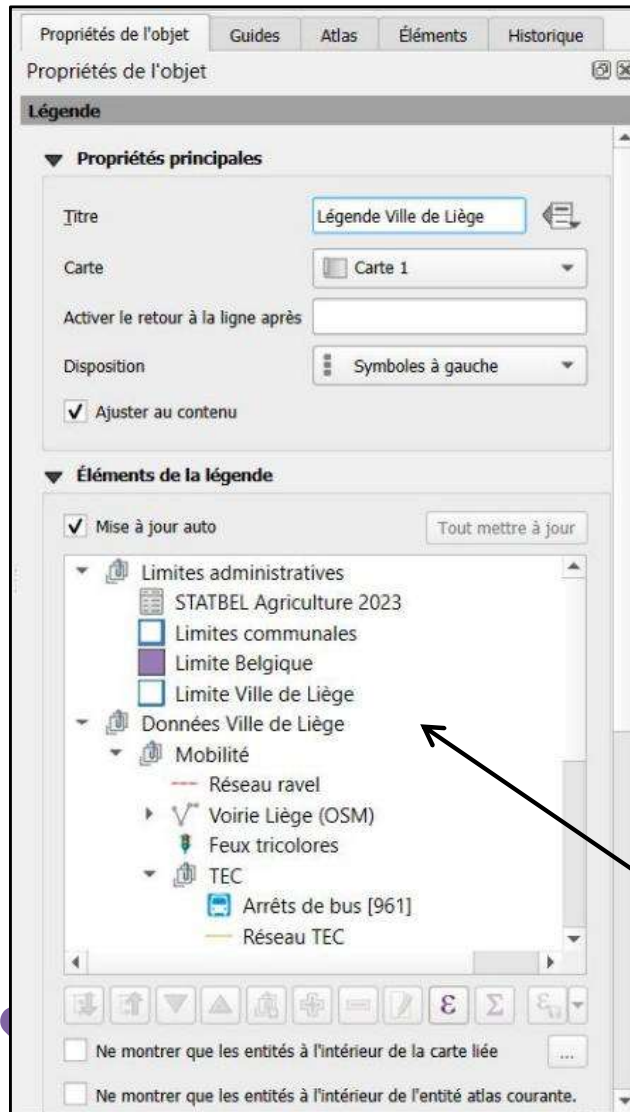 Propriétés de l'objet Guides Atlas Éléments Historique
Propriétés de l'objet
Légende
Propriétés principales
Titre Légende Ville de Liège
Carte Carte 1
Activer le retour à la ligne après
Disposition Symboles à gauche
Ajuster au contenu
Éléments de la légende
Mise à jour auto Tout mettre à jour
Limites administratives
STATBEL Agriculture 2023
Limites communales
Limite Belgique
Limite Ville de Liège
Données Ville de Liège
Mobilité
Réseau ravel
Voirie Liège (OSM)
Feux tricolores
TEC
Arrêts de bus [961]
Réseau TEC
ε Σ ε
Ne montrer que les entités à l'intérieur de la carte liée ...
Ne montrer que les entités à l'intérieur de l'entité atlas courante.